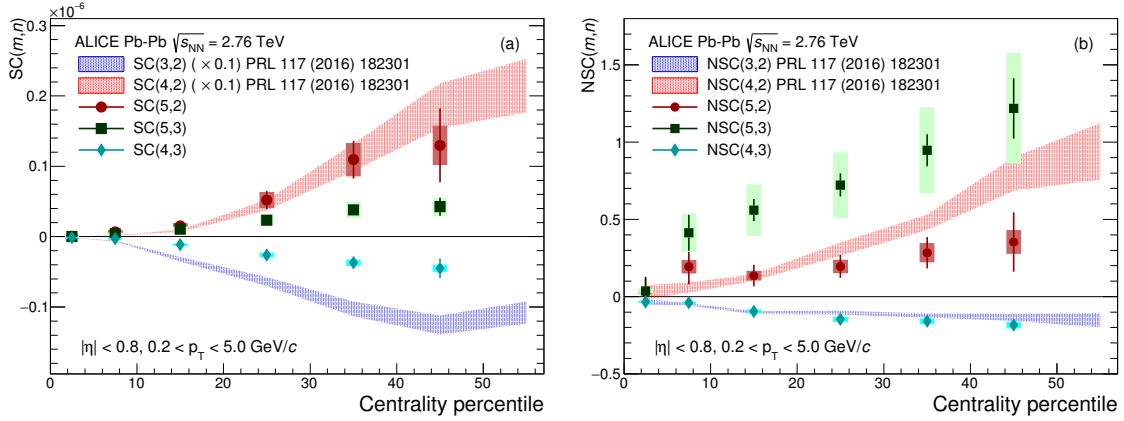 ×10⁻⁶
SC(m,n)
0.3
0.2
0.1
0
−0.1
ALICE Pb-Pb √sNN = 2.76 TeV
(a)
SC(3,2) (×0.1) PRL 117 (2016) 182301
SC(4,2) (×0.1) PRL 117 (2016) 182301
SC(5,2)
SC(5,3)
SC(4,3)
|η| < 0.8, 0.2 < pT < 5.0 GeV/c
0 10 20 30 40 50
Centrality percentile
NSC(m,n)
1.5
1
0.5
0
−0.5
ALICE Pb-Pb √sNN = 2.76 TeV
(b)
NSC(3,2) PRL 117 (2016) 182301
NSC(4,2) PRL 117 (2016) 182301
NSC(5,2)
NSC(5,3)
NSC(4,3)
|η| < 0.8, 0.2 < pT < 5.0 GeV/c
0 10 20 30 40 50
Centrality percentile